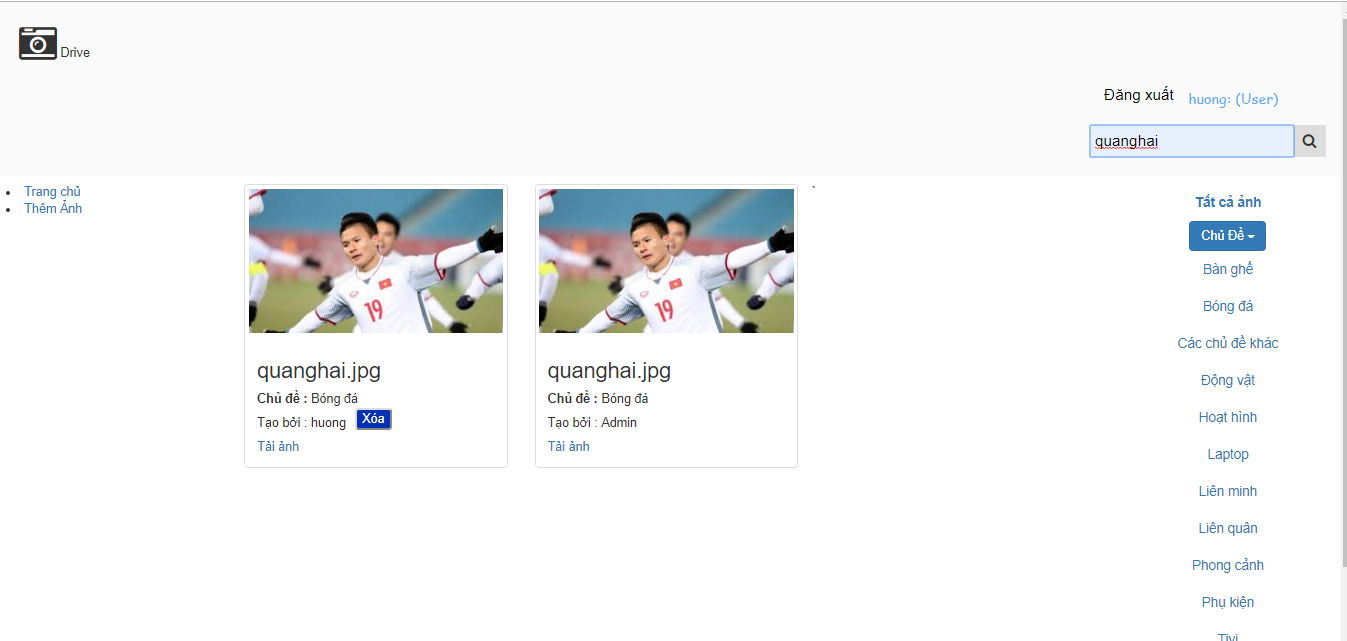 Drive
Đăng xuất huong: (User)
quanghai
Trang chủ
Thêm Ảnh
19
quanghai.jpg
Chủ đề : Bóng đá
Tạo bởi : huong Xóa
Tải ảnh
19
quanghai.jpg
Chủ đề : Bóng đá
Tạo bởi : Admin
Tải ảnh
`
Tất cả ảnh
Chủ Đề
Bàn ghế
Bóng đá
Các chủ đề khác
Động vật
Hoạt hình
Laptop
Liên minh
Liên quân
Phong cảnh
Phụ kiện
Tivi